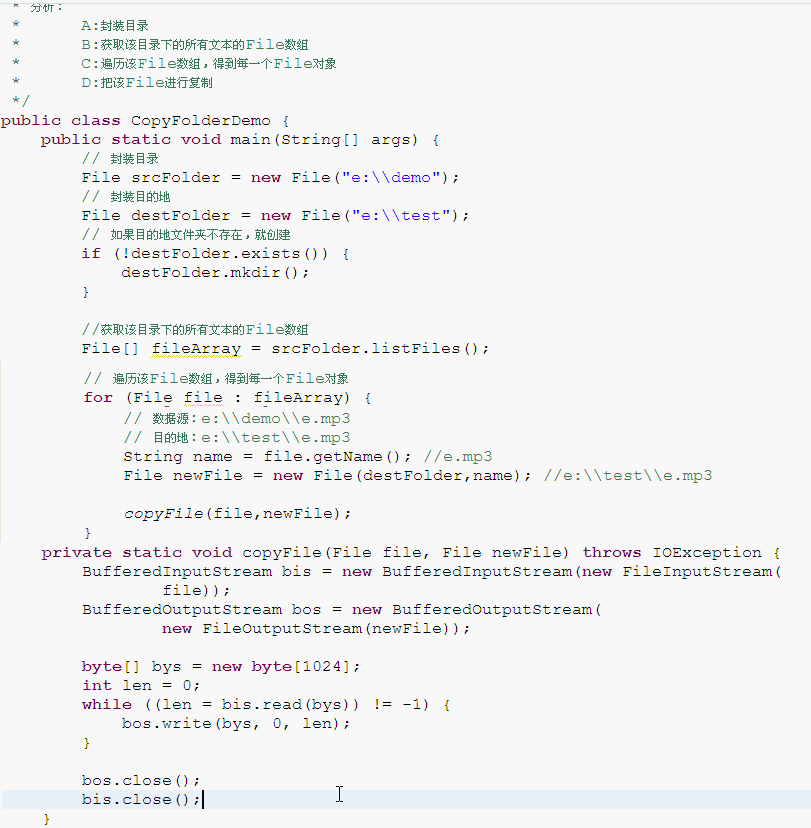 * 分析：
* A:封装目录
* B:获取该目录下的所有文本的File数组
* C:遍历该File数组，得到每一个File对象
* D:把该File进行复制
*/
public class CopyFolderDemo {
public static void main(String[] args) {
// 封装目录
File srcFolder = new File("e:\\demo");
// 封装目的地
File destFolder = new File("e:\\test");
// 如果目的地文件夹不存在，就创建
if (!destFolder.exists()) {
destFolder.mkdir();
}
//获取该目录下的所有文本的File数组
File[] fileArray = srcFolder.listFiles();
// 遍历该File数组，得到每一个File对象
for (File file : fileArray) {
// 数据源：e:\\demo\\e.mp3
// 目的地：e:\\test\\e.mp3
String name = file.getName(); //e.mp3
File newFile = new File(destFolder,name); //e:\\test\\e.mp3
copyFile(file,newFile);
}
private static void copyFile(File file, File newFile) throws IOException {
BufferedInputStream bis = new BufferedInputStream(new FileInputStream(
file));
BufferedOutputStream bos = new BufferedOutputStream(
new FileOutputStream(newFile));
byte[] bys = new byte[1024];
int len = 0;
while ((len = bis.read(bys)) != -1) {
bos.write(bys, 0, len);
}
bos.close();
bis.close();
}